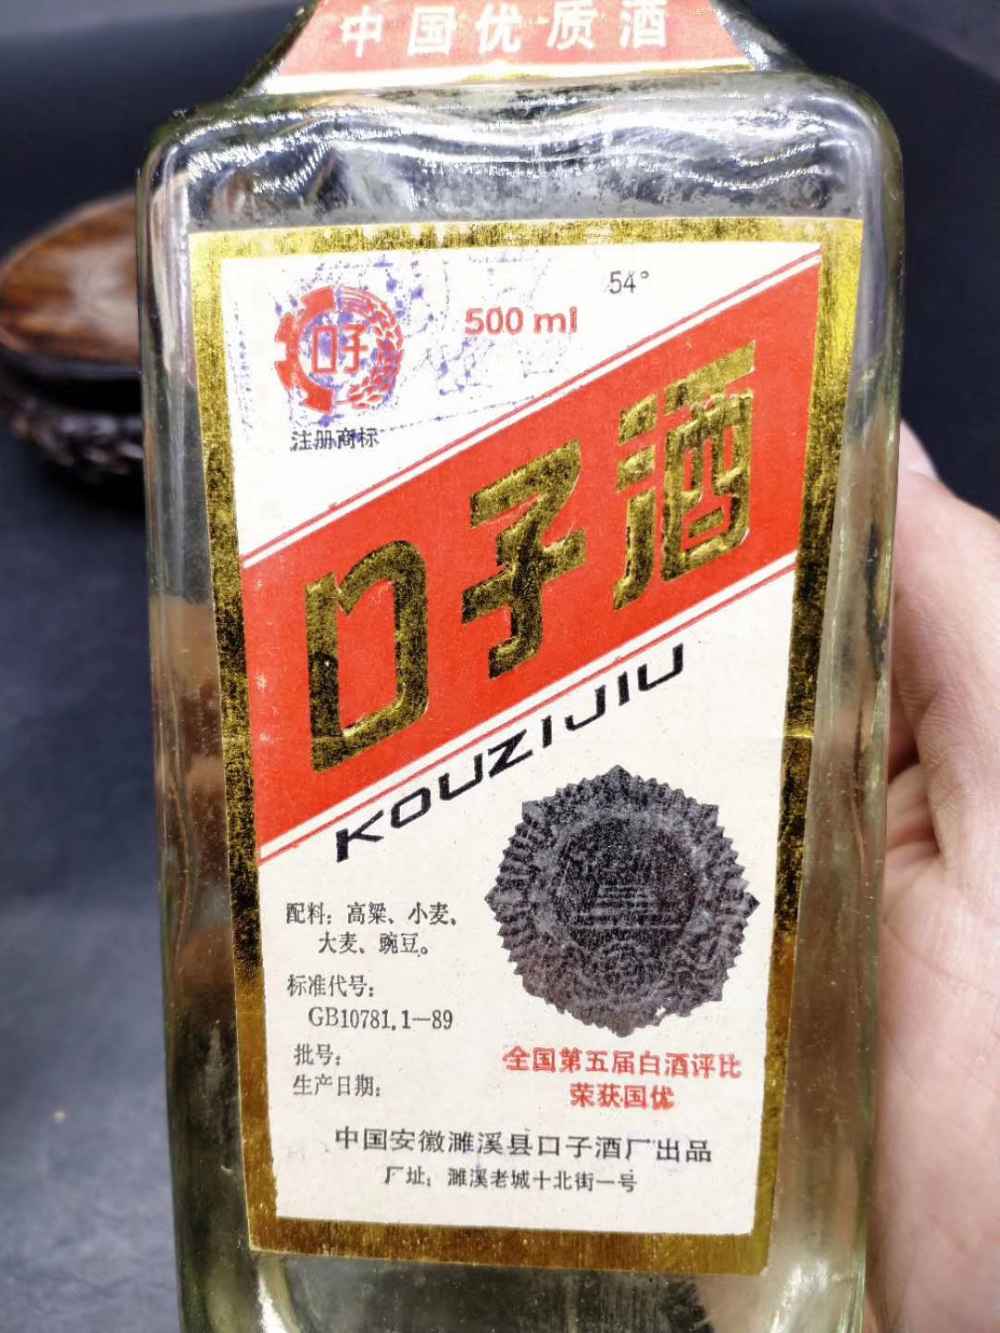 中国优质酒
54°
500 ml
口子
注册商标
口子酒
KOUZIJIU
配料：高粱、小麦、
大麦、豌豆。
标准代号：
GB10781.1—89
批号：
生产日期：
全国第五届白酒评比
荣获国优
中国安徽濉溪县口子酒厂出品
厂址：濉溪老城十北街一号